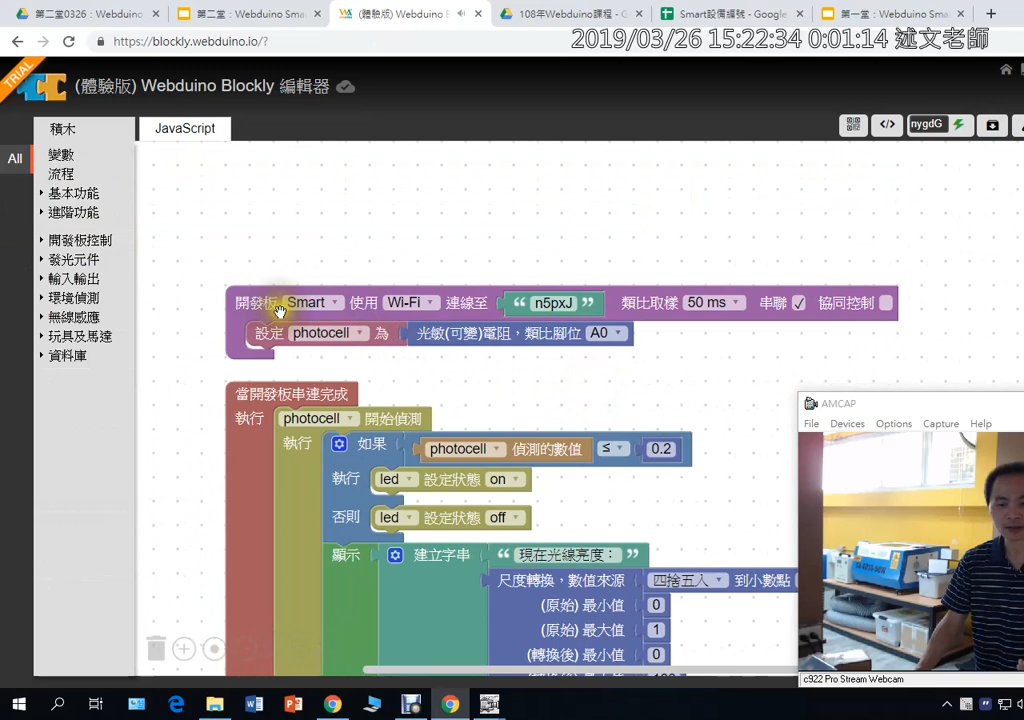 第二堂0326 : Webduino
第二堂 : Webduino Sma
(體驗版) Webduino
108年Webduino課程 - G
Smart設備編號 - Google
第一堂 : Webduino Sma
https://blockly.webduino.io/?
2019/03/26 15:22:34 0:01:14 述文老師
TRIAL
(體驗版) Webduino Blockly 編輯器
積木
JavaScript
nygdG
All
變數
流程
基本功能
進階功能
開發板控制
發光元件
輸入輸出
環境偵測
無線感應
玩具及馬達
資料庫
開發板 Smart 使用 Wi-Fi 連線至 “ n5pxJ ” 類比取樣 50 ms 串聯 協同控制
設定 photocell 為 光敏(可變)電阻，類比腳位 A0
當開發板串連完成
執行 photocell 開始偵測
執行 如果 photocell 偵測的數值 ≤ 0.2
執行 led 設定狀態 on
否則 led 設定狀態 off
顯示 建立字串 “ 現在光線亮度： ”
尺度轉換，數值來源 四捨五入 到小數點
(原始) 最小值 0
(原始) 最大值 1
(轉換後) 最小值 0
AMCAP
File Devices Options Capture Help
c922 Pro Stream Webcam